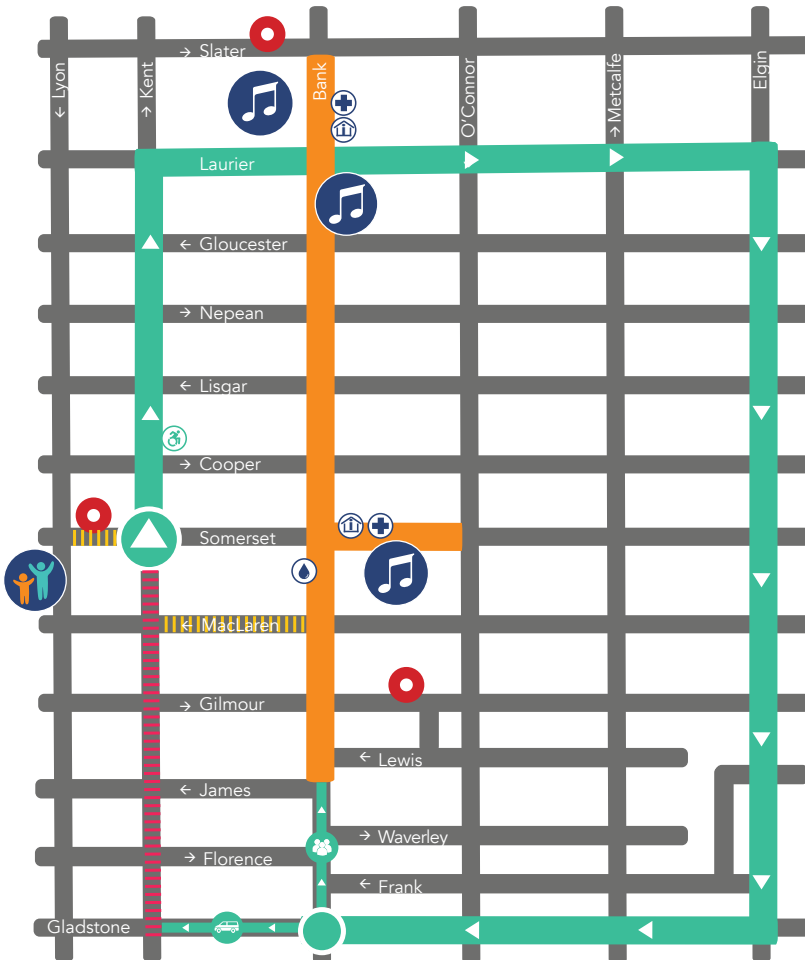 → Slater
← Lyon
→ Kent
Bank
O'Connor
→ Metcalfe
Elgin
Laurier
← Gloucester
→ Nepean
← Lisgar
→ Cooper
Somerset
← MacLaren
→ Gilmour
← Lewis
← James
→ Waverley
→ Florence
← Frank
Gladstone